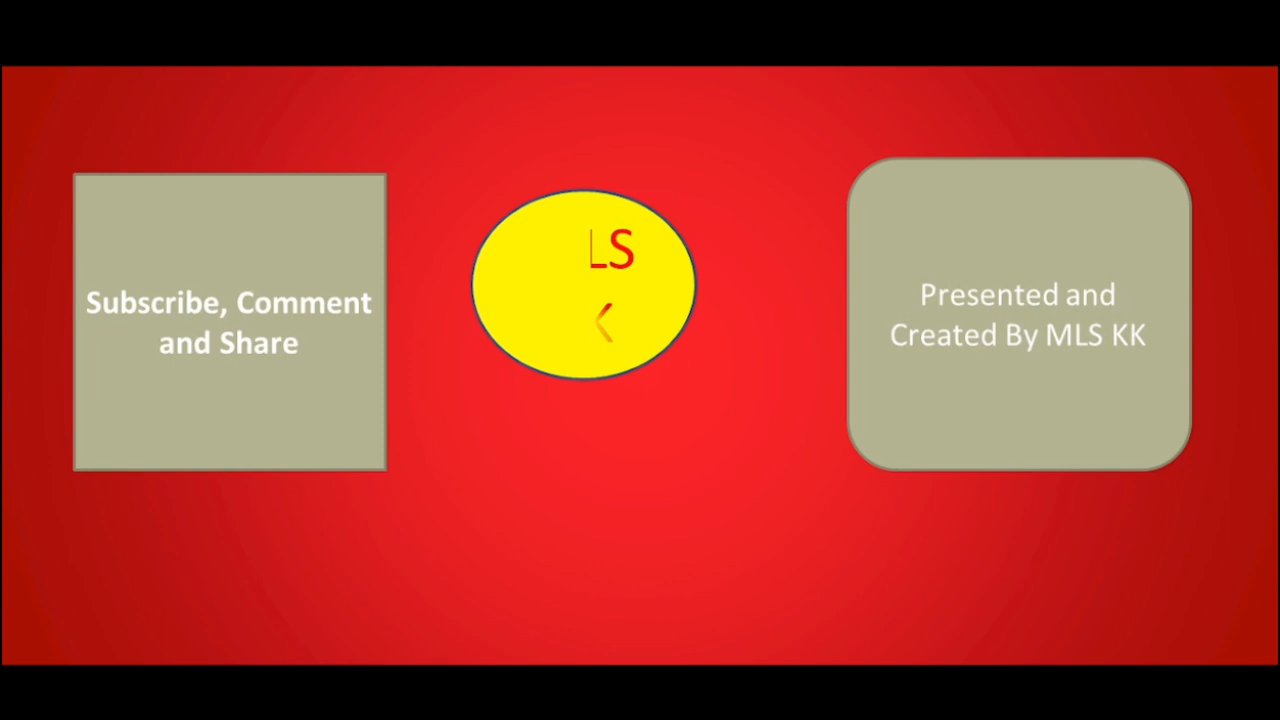 Subscribe, Comment
and Share
LS
Presented and
Created By MLS KK